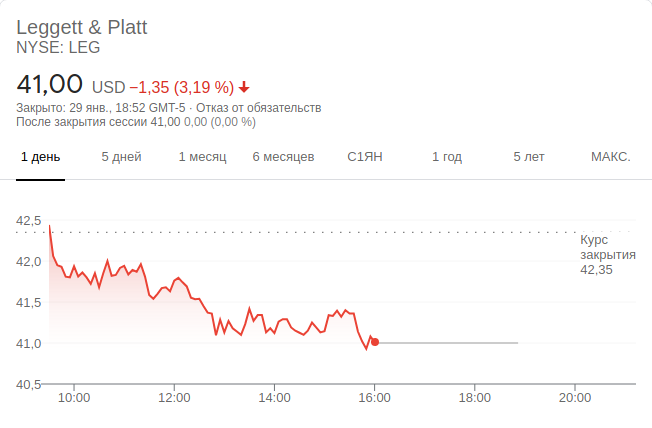 Leggett & Platt
NYSE: LEG
41,00 USD −1,35 (3,19 %)
Закрыто: 29 янв., 18:52 GMT-5 · Отказ от обязательств
После закрытия сессии 41,00 0,00 (0,00 %)
1 день 5 дней 1 месяц 6 месяцев С1ЯН 1 год 5 лет МАКС.
42,5
Курс
закрытия
42,35
42,0
41,5
41,0
40,5
10:00 12:00 14:00 16:00 18:00 20:00